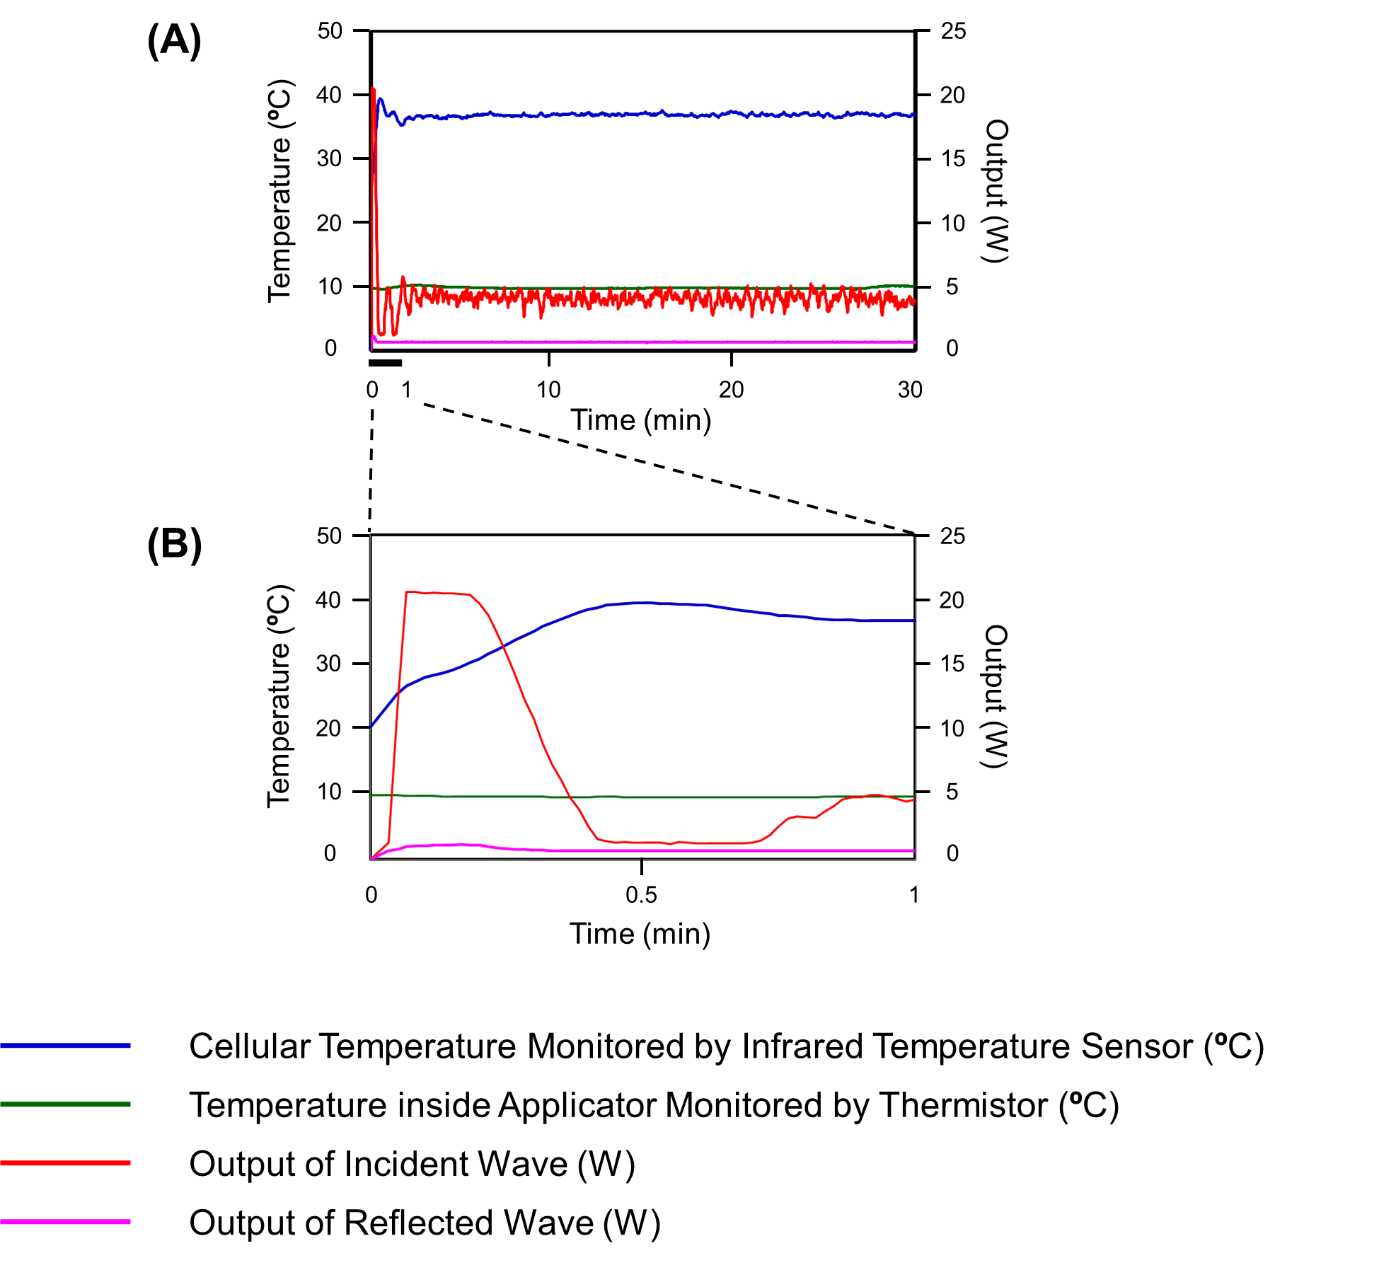 (A)
50
40
30
20
10
0
Temperature (ºC)
25
20
15
10
5
0
Output (W)
0 1 10 20 30
Time (min)
(B)
50
40
30
20
10
0
Temperature (ºC)
25
20
15
10
5
0
Output (W)
0 0.5 1
Time (min)
Cellular Temperature Monitored by Infrared Temperature Sensor (ºC)
Temperature inside Applicator Monitored by Thermistor (ºC)
Output of Incident Wave (W)
Output of Reflected Wave (W)